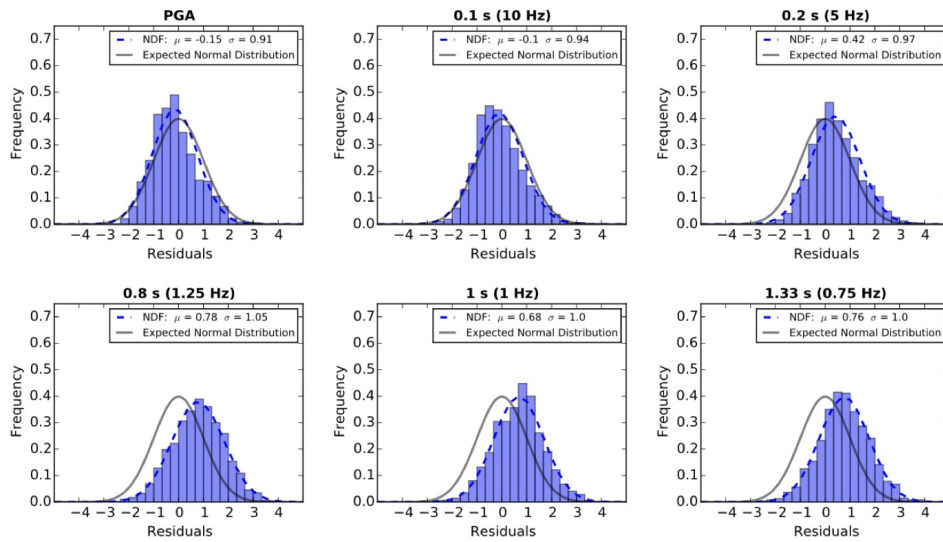 PGA
NDF: μ = -0.15 σ = 0.91
Expected Normal Distribution
Frequency
0.7
0.6
0.5
0.4
0.3
0.2
0.1
0.0
−4 −3 −2 −1 0 1 2 3 4
Residuals
0.1 s (10 Hz)
NDF: μ = -0.1 σ = 0.94
Expected Normal Distribution
Frequency
0.7
0.6
0.5
0.4
0.3
0.2
0.1
0.0
−4 −3 −2 −1 0 1 2 3 4
Residuals
0.2 s (5 Hz)
NDF: μ = 0.42 σ = 0.97
Expected Normal Distribution
Frequency
0.7
0.6
0.5
0.4
0.3
0.2
0.1
0.0
−4 −3 −2 −1 0 1 2 3 4
Residuals
0.8 s (1.25 Hz)
NDF: μ = 0.78 σ = 1.05
Expected Normal Distribution
Frequency
0.7
0.6
0.5
0.4
0.3
0.2
0.1
0.0
−4 −3 −2 −1 0 1 2 3 4
Residuals
1 s (1 Hz)
NDF: μ = 0.68 σ = 1.0
Expected Normal Distribution
Frequency
0.7
0.6
0.5
0.4
0.3
0.2
0.1
0.0
−4 −3 −2 −1 0 1 2 3 4
Residuals
1.33 s (0.75 Hz)
NDF: μ = 0.76 σ = 1.0
Expected Normal Distribution
Frequency
0.7
0.6
0.5
0.4
0.3
0.2
0.1
0.0
−4 −3 −2 −1 0 1 2 3 4
Residuals